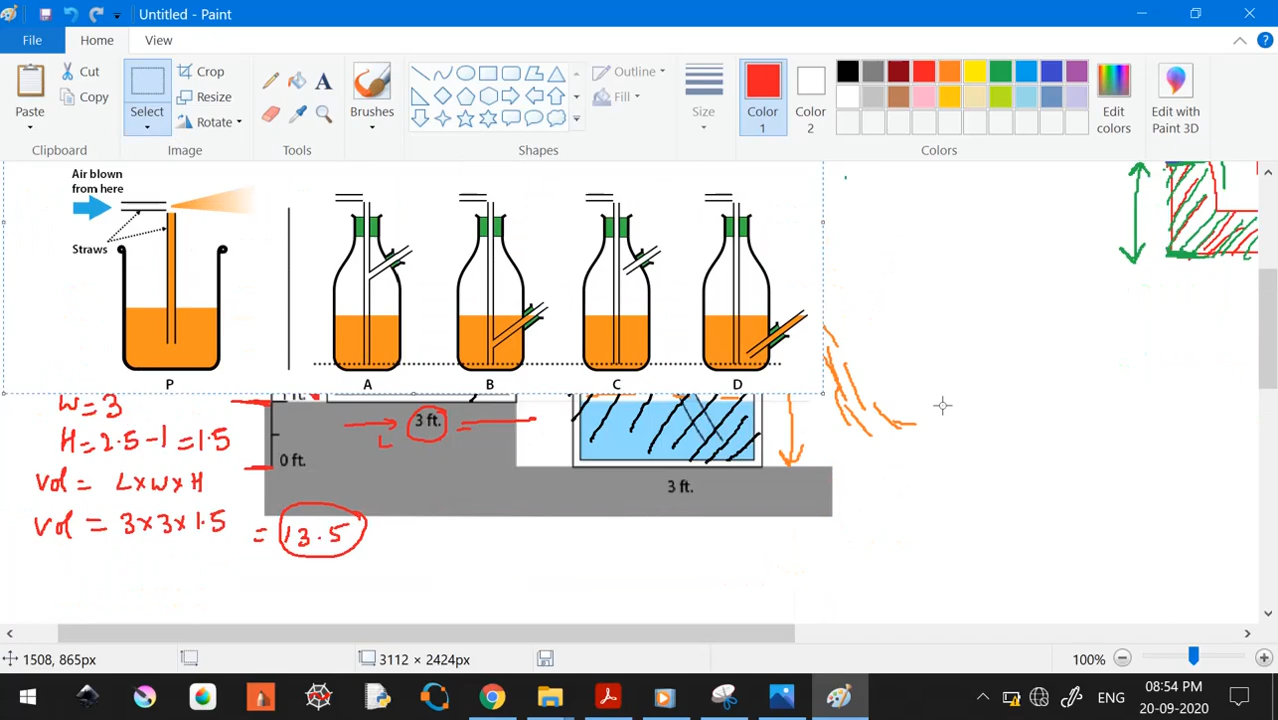 Untitled - Paint
File
Home
View
Paste
Cut
Copy
Clipboard
Select
Crop
Resize
Rotate
Image
A
Tools
Brushes
Outline
Fill
Shapes
Size
Color 1
Color 2
Edit colors
Edit with Paint 3D
Colors
Air blown
from here
Straws
P
A
B
C
D
W=3
H=2.5-1=1.5
Vol = L×W×H
Vol = 3×3×1.5 = 13.5
1 ft.
0 ft.
L
3 ft.
3 ft.
1508, 865px
3112 × 2424px
100%
ENG
08:54 PM
20-09-2020